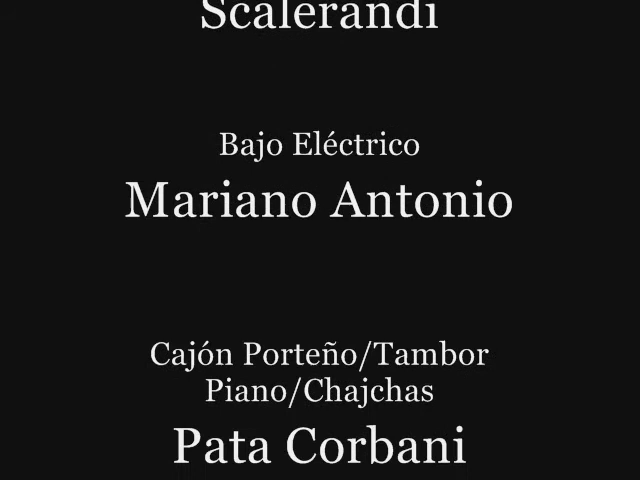 Scalerandi
Bajo Eléctrico
Mariano Antonio
Cajón Porteño/Tambor
Piano/Chajchas
Pata Corbani